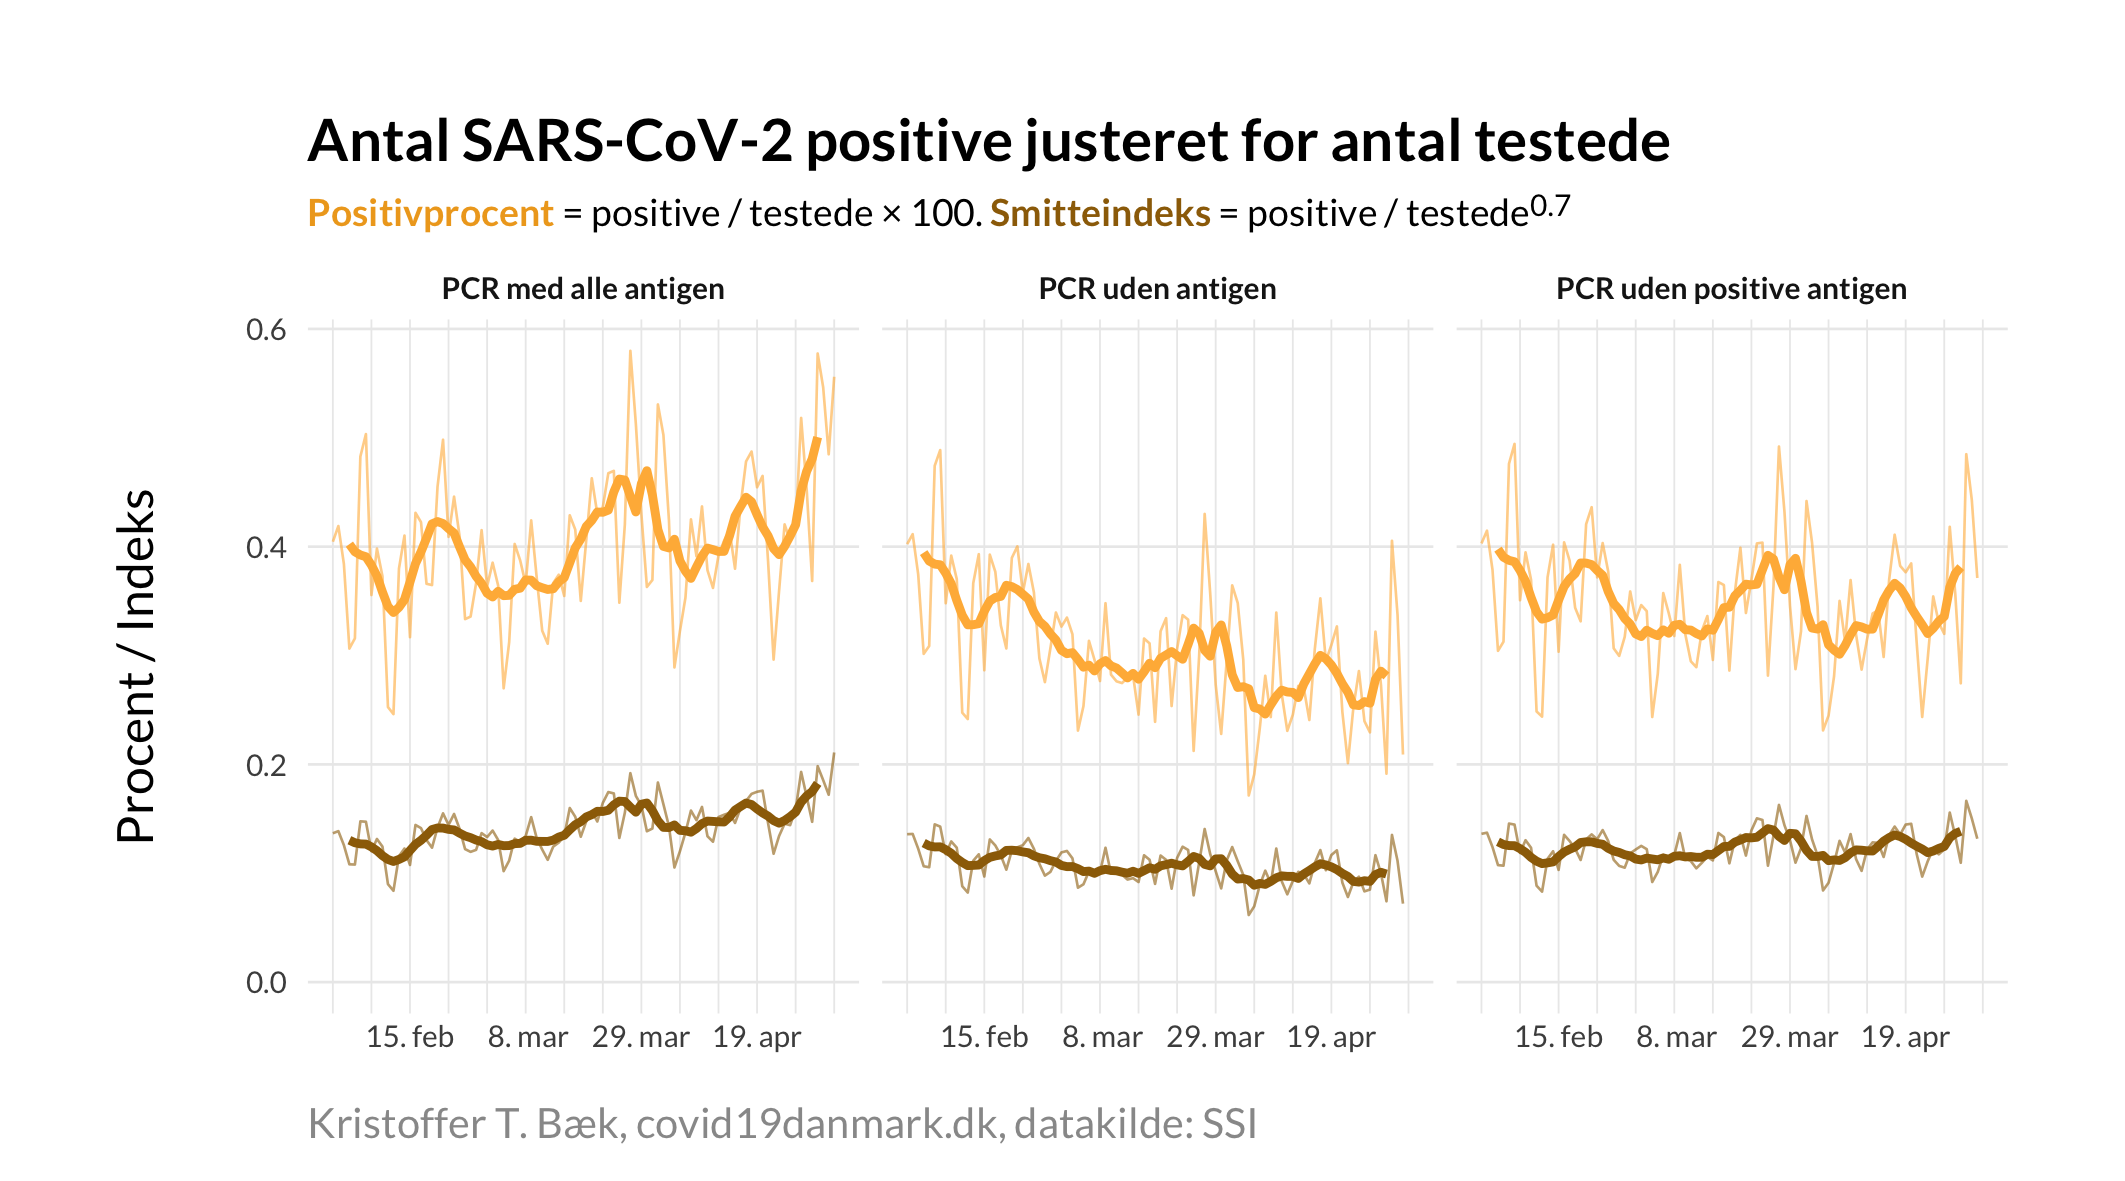 Antal SARS-CoV-2 positive justeret for antal testede
Positivprocent = positive / testede × 100. Smitteindeks = positive / testede^0.7
PCR med alle antigen
PCR uden antigen
PCR uden positive antigen
Procent / Indeks
0.6
0.4
0.2
0.0
15. feb 8. mar 29. mar 19. apr
15. feb 8. mar 29. mar 19. apr
15. feb 8. mar 29. mar 19. apr
Kristoffer T. Bæk, covid19danmark.dk, datakilde: SSI